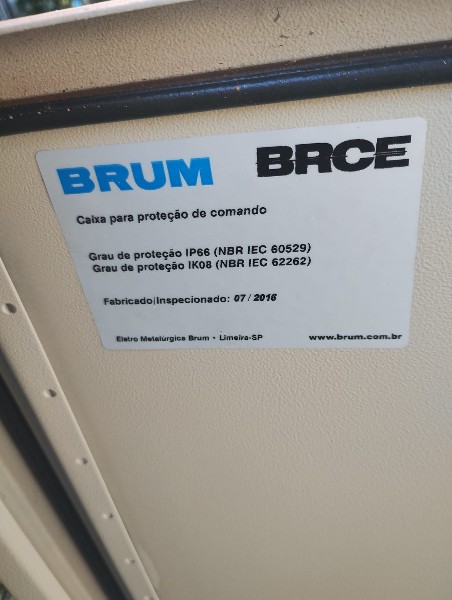 BRUM BRCE
Caixa para proteção de comando
Grau de proteção IP66 (NBR IEC 60529)
Grau de proteção IK08 (NBR IEC 62262)
Fabricado/Inspecionado: 07/2016
Eletro Metalúrgica Brum • Limeira-SP www.brum.com.br